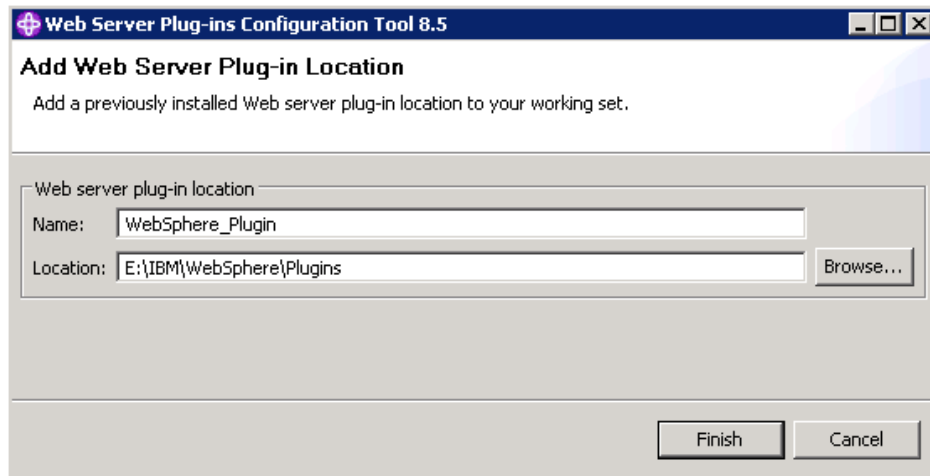 Web Server Plug-ins Configuration Tool 8.5
Add Web Server Plug-in Location
Add a previously installed Web server plug-in location to your working set.
Web server plug-in location
Name: WebSphere_Plugin
Location: E:\IBM\WebSphere\Plugins Browse...
Finish Cancel